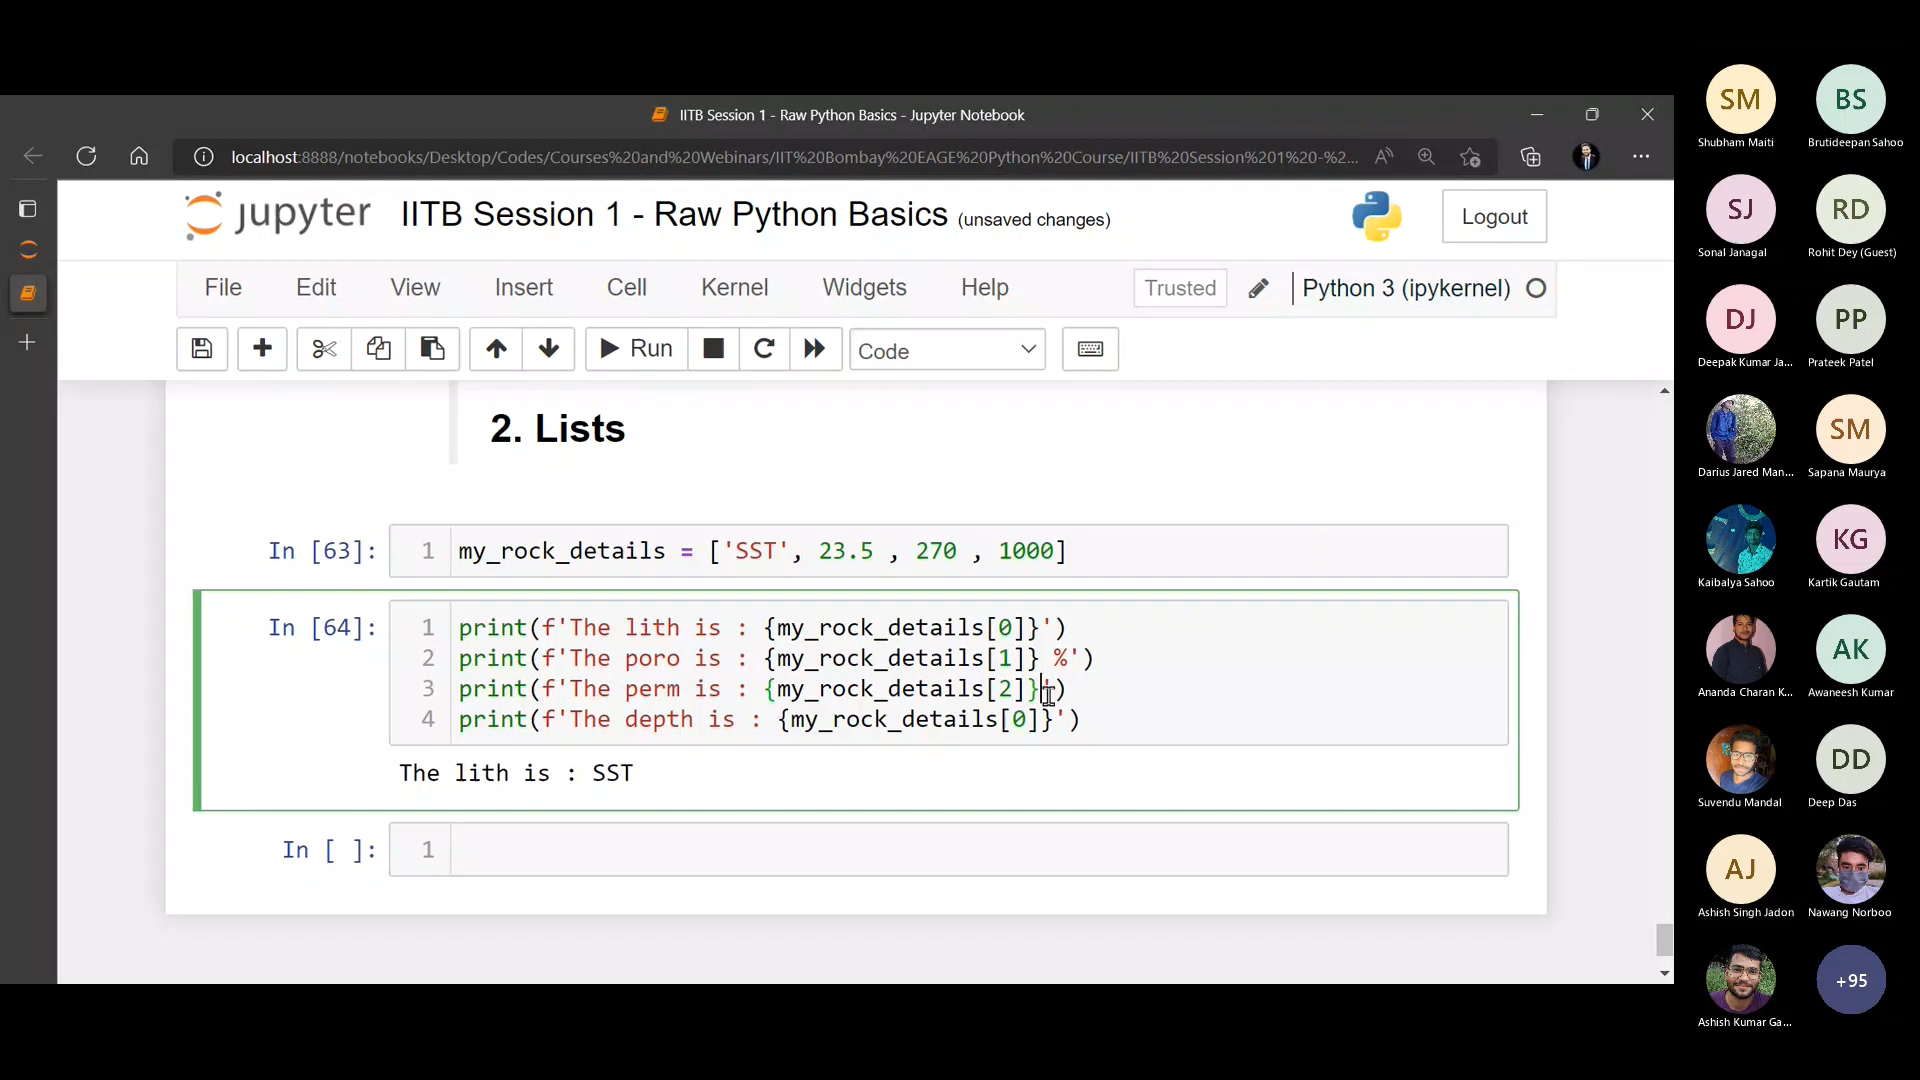 IITB Session 1 - Raw Python Basics - Jupyter Notebook
localhost:8888/notebooks/Desktop/Codes/Courses%20and%20Webinars/IIT%20Bombay%20EAGE%20Python%20Course/IITB%20Session%201%20-%2...
jupyter IITB Session 1 - Raw Python Basics (unsaved changes)
Logout
File Edit View Insert Cell Kernel Widgets Help
Trusted
Python 3 (ipykernel)
Run
Code
2. Lists
In [63]: 1 my_rock_details = ['SST', 23.5 , 270 , 1000]
In [64]: 1 print(f'The lith is : {my_rock_details[0]}')
2 print(f'The poro is : {my_rock_details[1]} %')
3 print(f'The perm is : {my_rock_details[2]}')
4 print(f'The depth is : {my_rock_details[0]}')
The lith is : SST
In [ ]: 1
SM BS
Shubham Maiti Brutideepan Sahoo
SJ RD
Sonal Janagal Rohit Dey (Guest)
DJ PP
Deepak Kumar Ja... Prateek Patel
SM
Darius Jared Man... Sapana Maurya
KG
Kaibalya Sahoo Kartik Gautam
AK
Ananda Charan K... Awaneesh Kumar
DD
Suvendu Mandal Deep Das
AJ
Ashish Singh Jadon Nawang Norboo
+95
Ashish Kumar Ga...